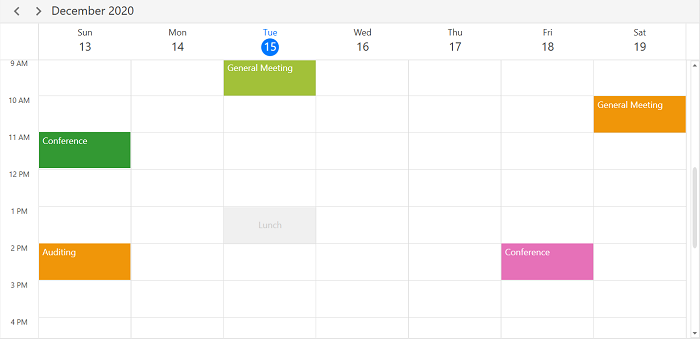 December 2020
Sun Mon Tue Wed Thu Fri Sat
13 14 15 16 17 18 19
9 AM
General Meeting
10 AM
General Meeting
11 AM
Conference
12 PM
1 PM
Lunch
2 PM
Auditing Conference
3 PM
4 PM